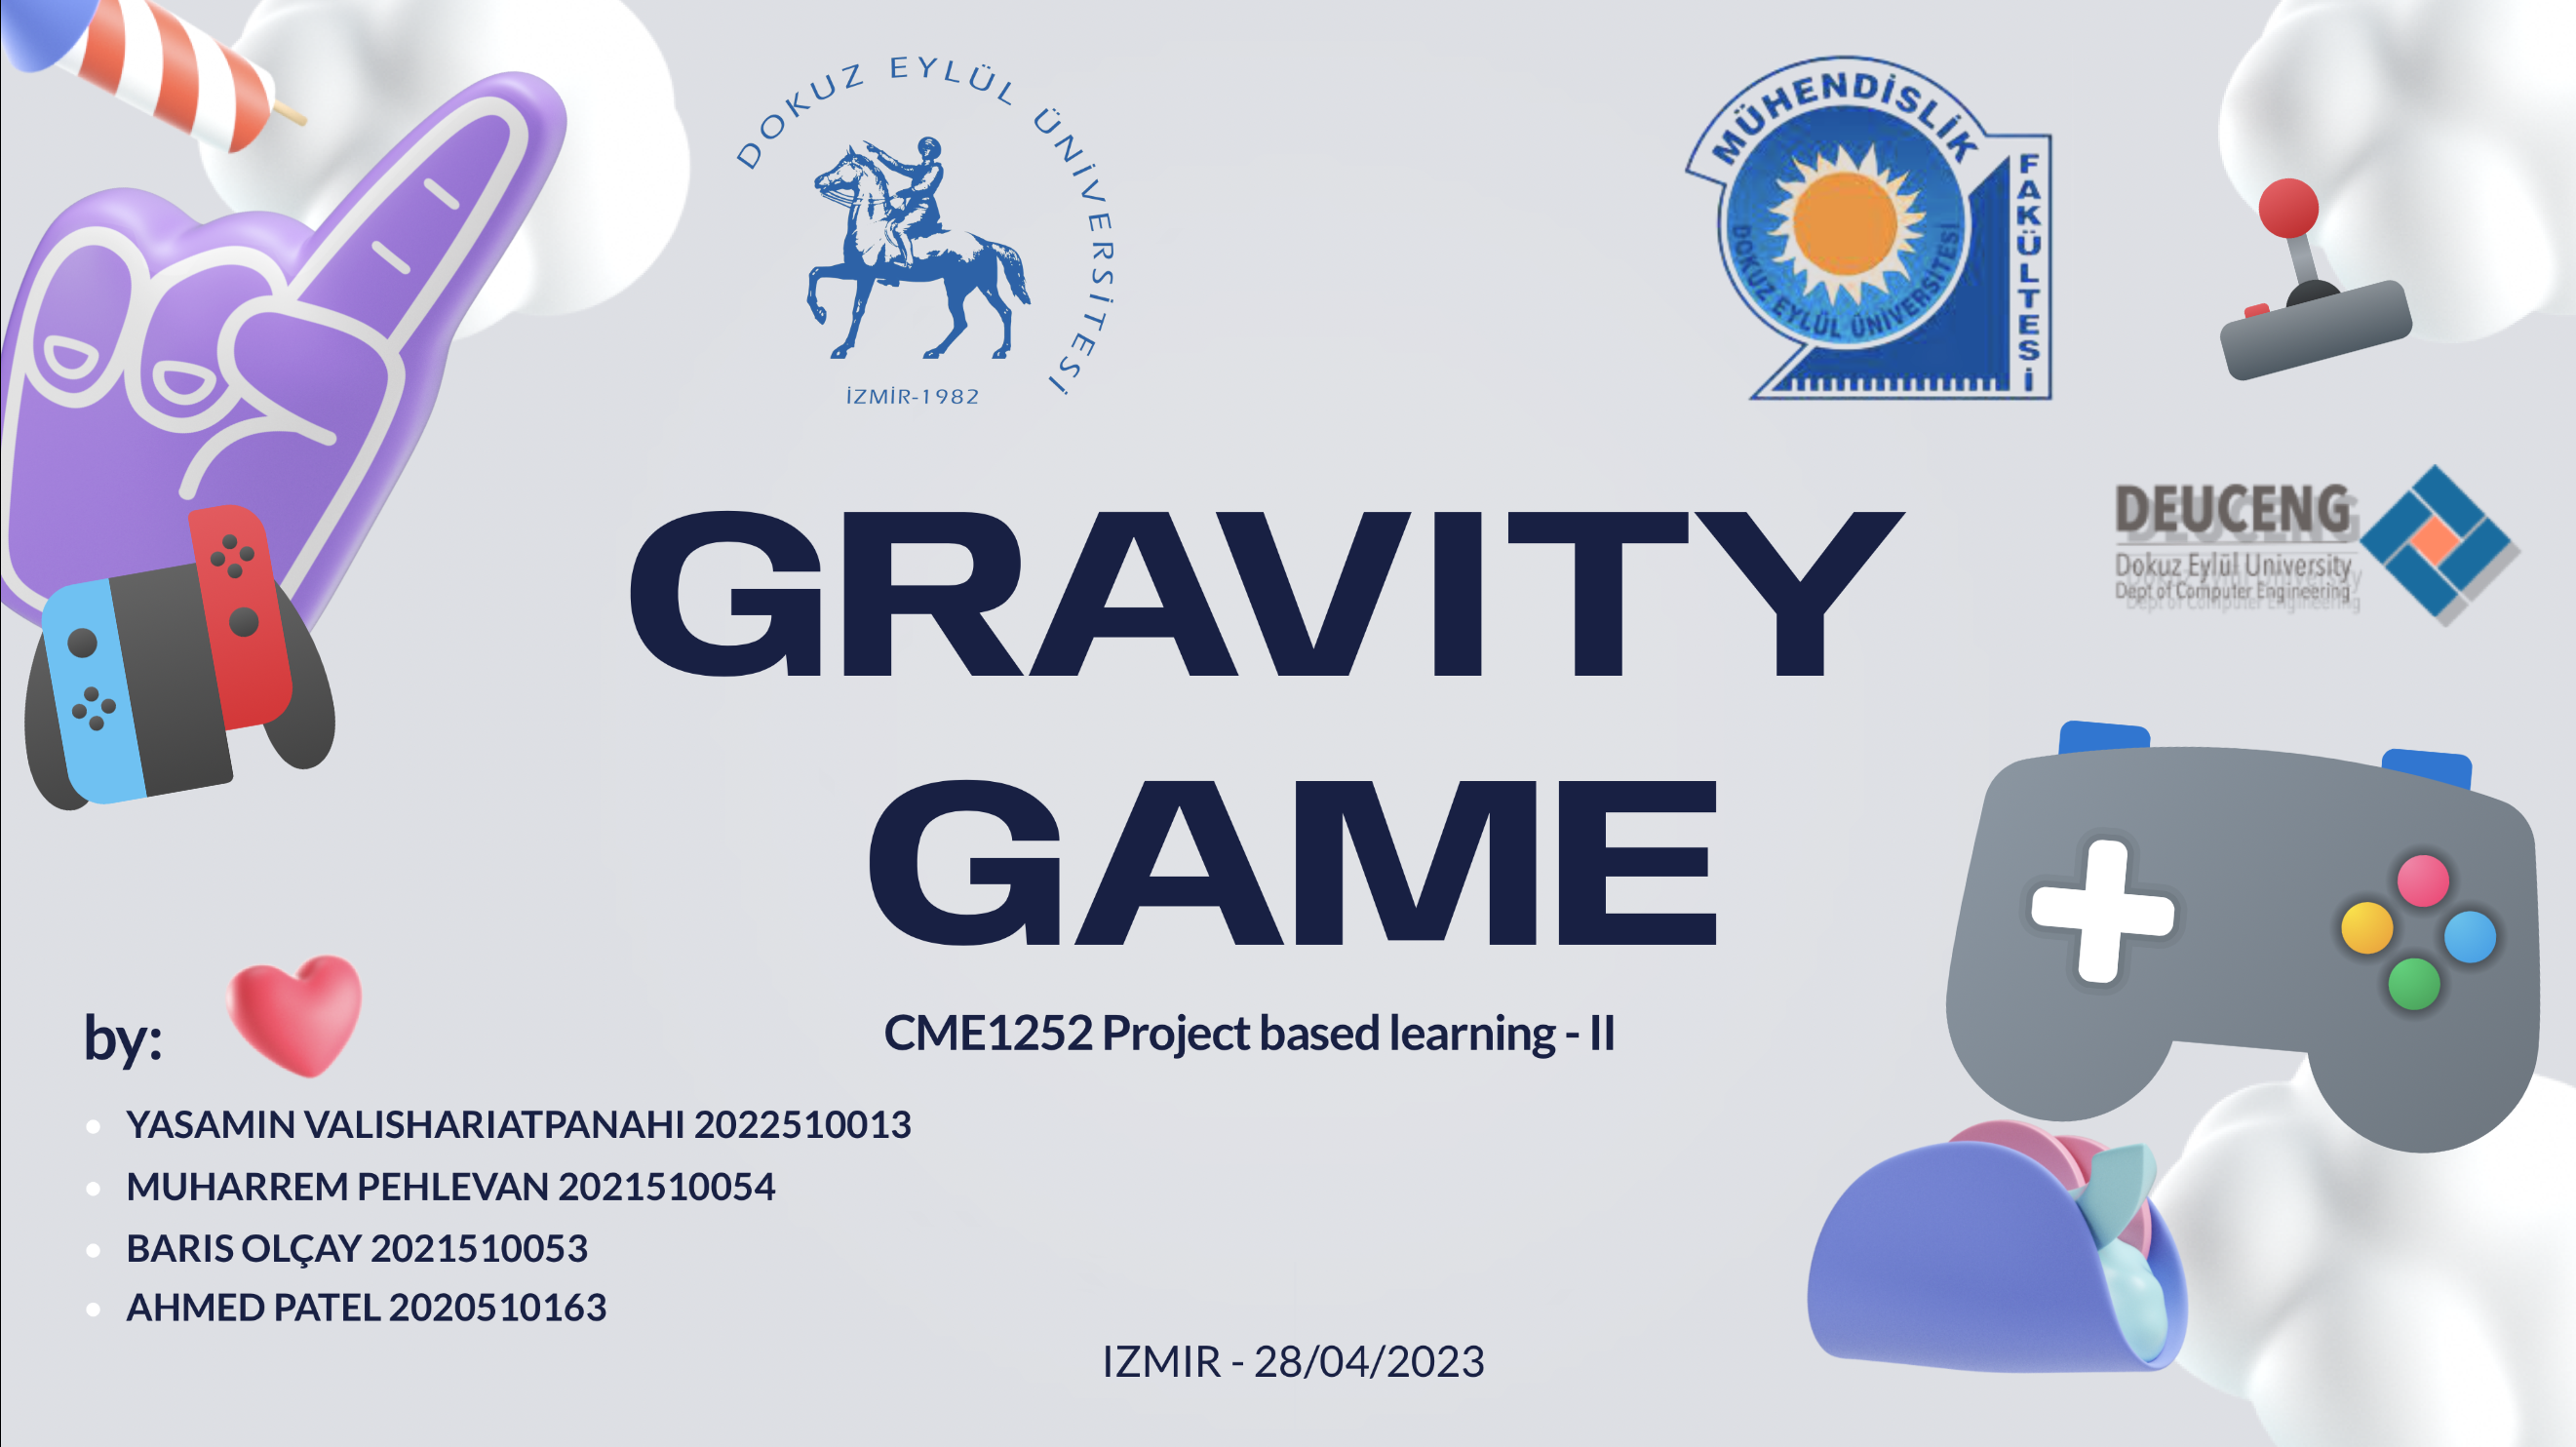 DOKUZ EYLÜL ÜNİVERSİTESİ
İZMİR-1982
MÜHENDİSLİK
FAKÜLTESİ
DOKUZ EYLÜL ÜNİVERSİTESİ
DEUCENG
Dokuz Eylül University
Dept of Computer Engineering
GRAVITY
GAME
CME1252 Project based learning - II
by:
• YASAMIN VALISHARIATPANAHI 2022510013
• MUHARREM PEHLEVAN 2021510054
• BARIS OLÇAY 2021510053
• AHMED PATEL 2020510163
IZMIR - 28/04/2023